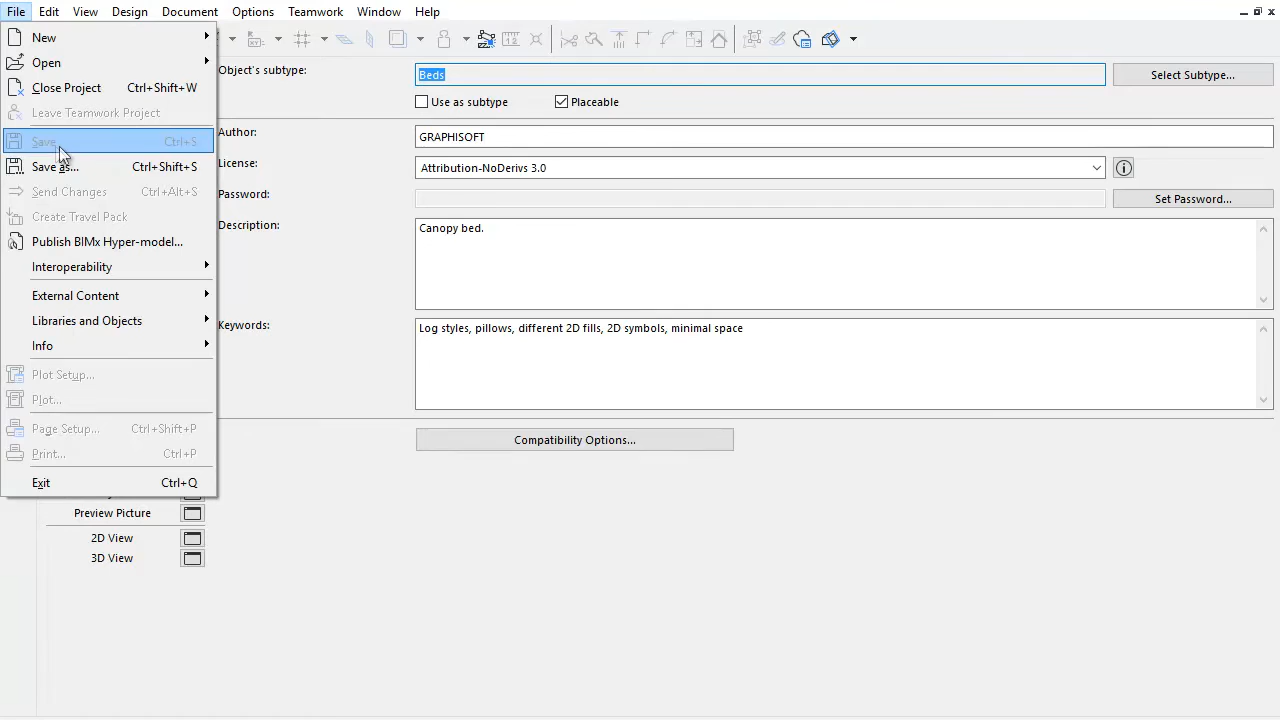 File Edit View Design Document Options Teamwork Window Help
New
Open
Close Project Ctrl+Shift+W
Leave Teamwork Project
Save Ctrl+S
Save as... Ctrl+Shift+S
Send Changes Ctrl+Alt+S
Create Travel Pack
Publish BIMx Hyper-model...
Interoperability
External Content
Libraries and Objects
Info
Plot Setup...
Plot...
Page Setup... Ctrl+Shift+P
Print... Ctrl+P
Exit Ctrl+Q
Object's subtype: Beds Select Subtype...
Use as subtype Placeable
Author: GRAPHISOFT
License: Attribution-NoDerivs 3.0
Password: Set Password...
Description: Canopy bed.
Keywords: Log styles, pillows, different 2D fills, 2D symbols, minimal space
Compatibility Options...
Preview Picture
2D View
3D View